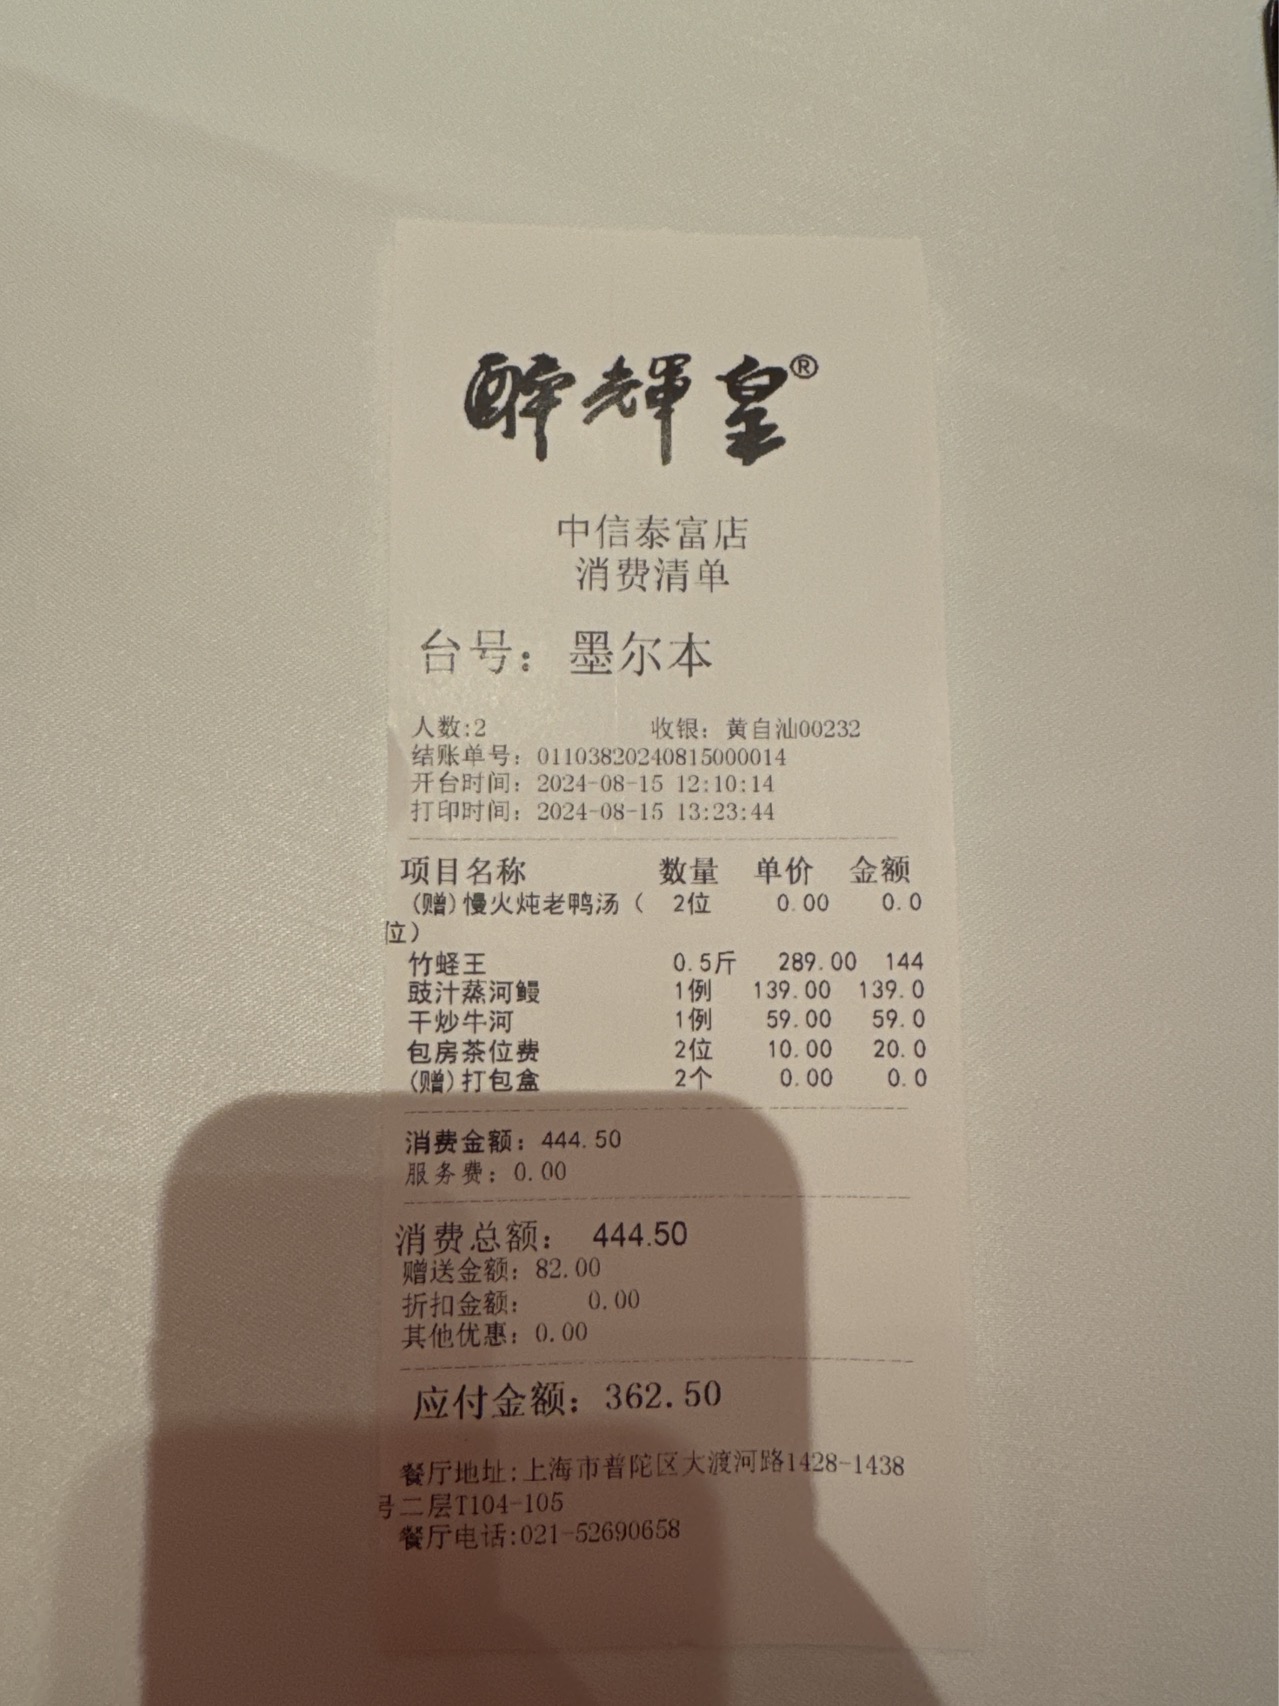 醉輝皇®
中信泰富店
消费清单
台号：墨尔本
人数:2 收银：黄自汕00232
结账单号：01103820240815000014
开台时间：2024-08-15 12:10:14
打印时间：2024-08-15 13:23:44
项目名称 数量 单价 金额
(赠)慢火炖老鸭汤（ 2位 0.00 0.0
位）
竹蛏王 0.5斤 289.00 144
豉汁蒸河鳗 1例 139.00 139.0
干炒牛河 1例 59.00 59.0
包房茶位费 2位 10.00 20.0
(赠)打包盒 2个 0.00 0.0
消费金额：444.50
服务费：0.00
消费总额： 444.50
赠送金额：82.00
折扣金额： 0.00
其他优惠：0.00
应付金额：362.50
餐厅地址:上海市普陀区大渡河路1428-1438
号二层T104-105
餐厅电话:021-52690658